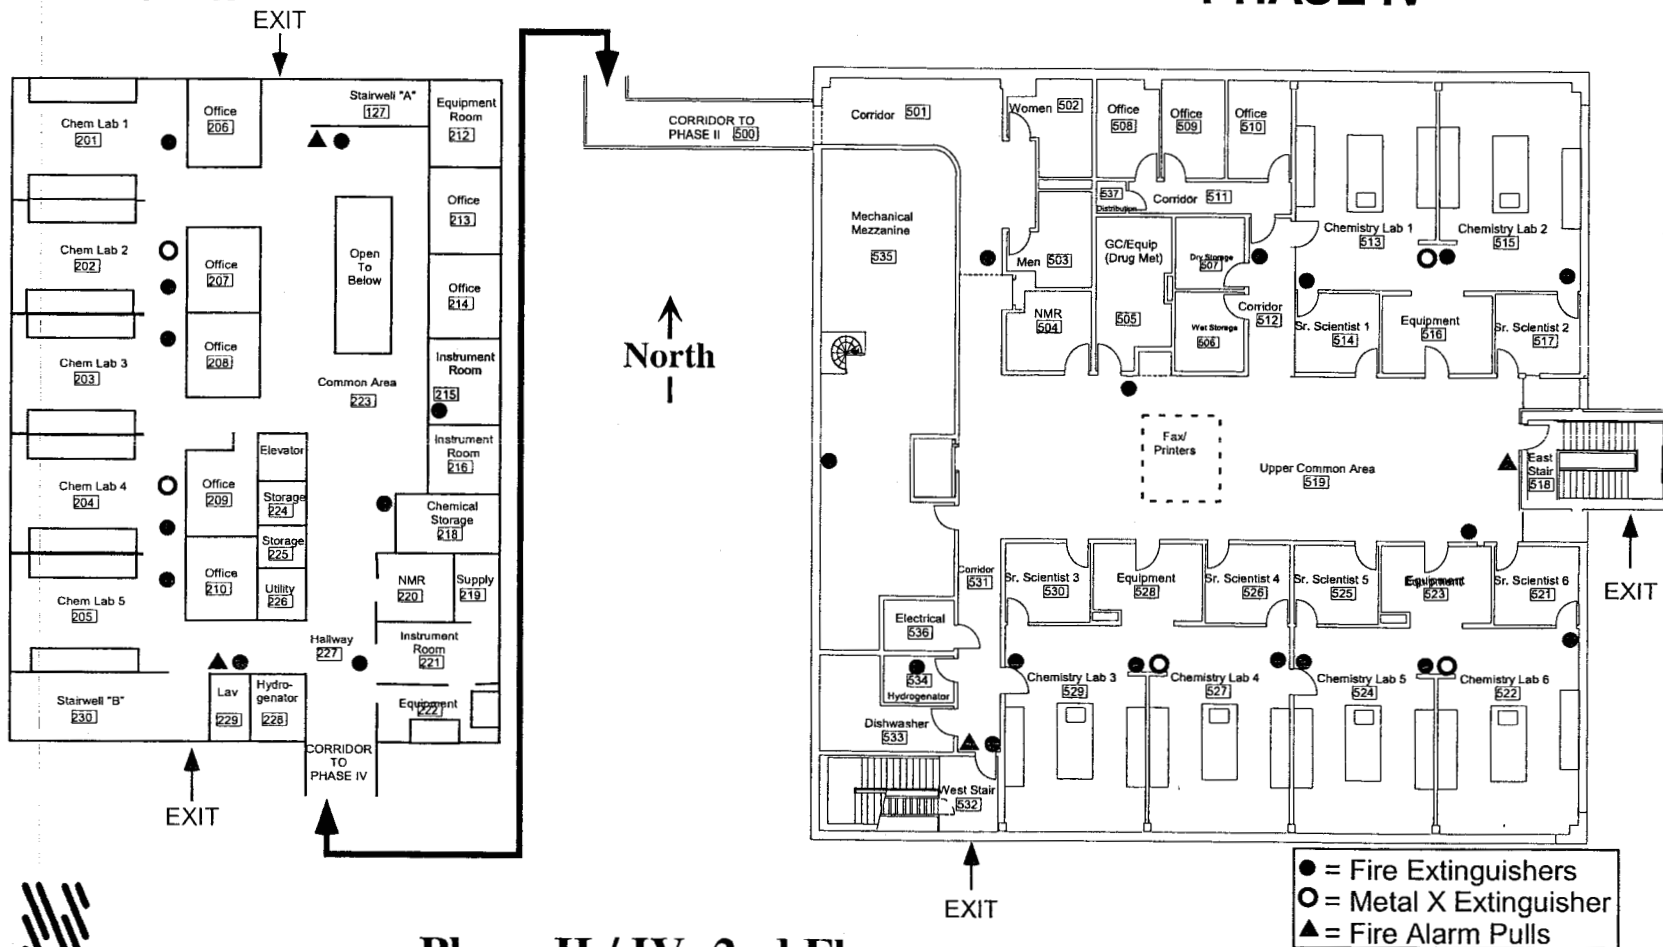 PHASE IV
EXIT
Chem Lab 1
201
Office
206
Stairwell "A"
127
Equipment
Room
212
Chem Lab 2
202
Office
207
Open
To
Below
Office
213
Office
214
Chem Lab 3
203
Office
208
Common Area
223
Instrument
Room
215
Instrument
Room
216
Chem Lab 4
204
Office
209
Elevator
Storage
224
Storage
225
Utility
226
Chemical
Storage
218
Chem Lab 5
205
Office
210
NMR
220
Supply
219
Hallway
227
Instrument
Room
221
Stairwell "B"
230
Lav
229
Hydro-
genator
228
Equipment
222
CORRIDOR
TO
PHASE IV
EXIT
North
CORRIDOR TO
PHASE II 500
Corridor 501
Women 502
Office
508
Office
509
Office
510
537
Distribution
Corridor 511
Mechanical
Mezzanine
535
Men 503
GC/Equip
(Drug Met)
505
Dry Storage
507
Wet Storage
506
NMR
504
Corridor
512
Chemistry Lab 1
513
Chemistry Lab 2
515
Sr. Scientist 1
514
Equipment
516
Sr. Scientist 2
517
Fax/
Printers
Upper Common Area
519
East
Stair
518
EXIT
Corridor
531
Sr. Scientist 3
530
Equipment
528
Sr. Scientist 4
526
Sr. Scientist 5
525
Equipment
523
Sr. Scientist 6
521
Electrical
536
534
Hydrogenator
Dishwasher
533
West Stair
532
Chemistry Lab 3
529
Chemistry Lab 4
527
Chemistry Lab 5
524
Chemistry Lab 6
522
EXIT
= Fire Extinguishers
= Metal X Extinguisher
= Fire Alarm Pulls